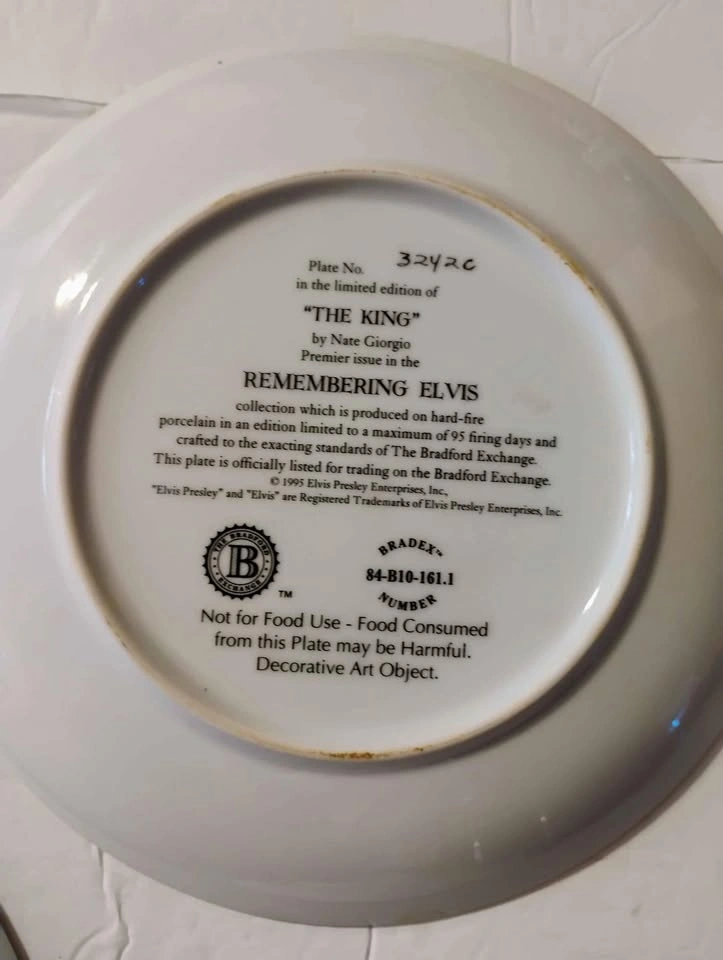 Plate No. 3242C
in the limited edition of
"THE KING"
by Nate Giorgio
Premier issue in the
REMEMBERING ELVIS
collection which is produced on hard-fire
porcelain in an edition limited to a maximum of 95 firing days and
crafted to the exacting standards of The Bradford Exchange.
This plate is officially listed for trading on the Bradford Exchange.
© 1995 Elvis Presley Enterprises, Inc.,
"Elvis Presley" and "Elvis" are Registered Trademarks of Elvis Presley Enterprises, Inc.
THE BRADFORD
B
EXCHANGE
TM
BRADEX™
84-B10-161.1
NUMBER
Not for Food Use - Food Consumed
from this Plate may be Harmful.
Decorative Art Object.